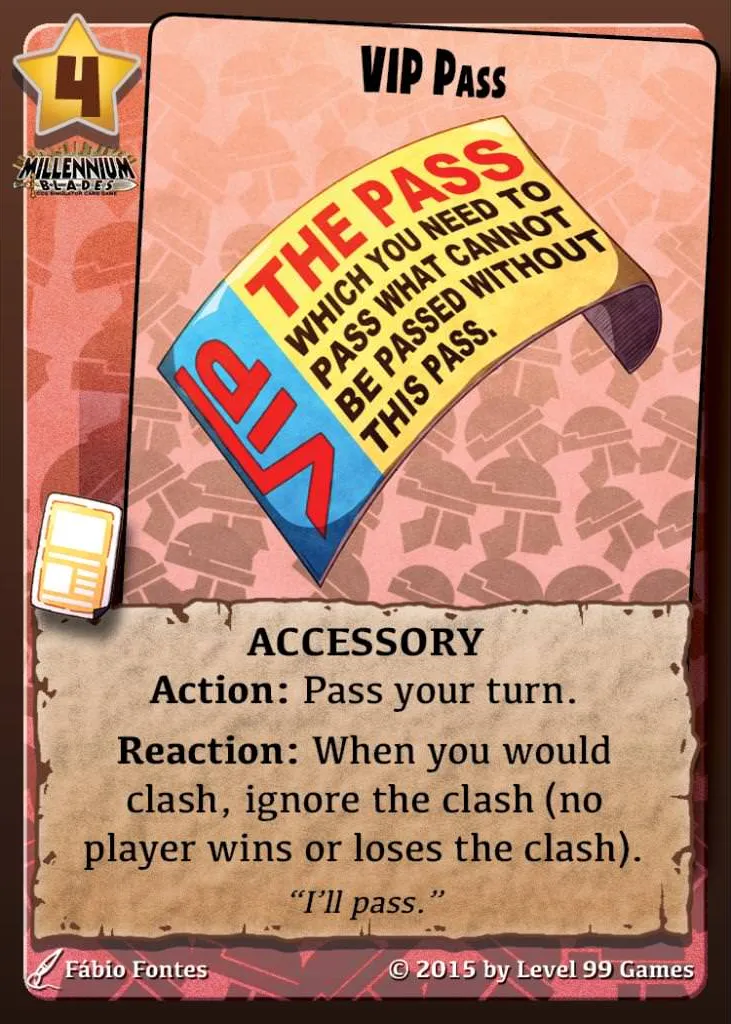 4
VIP PASS
MILLENNIUM
BLADES
THE PASS
WHICH YOU NEED TO
PASS WHAT CANNOT
BE PASSED WITHOUT
THIS PASS.
VIP
ACCESSORY
Action: Pass your turn.
Reaction: When you would
clash, ignore the clash (no
player wins or loses the clash).
“I’ll pass.”
Fábio Fontes
© 2015 by Level 99 Games